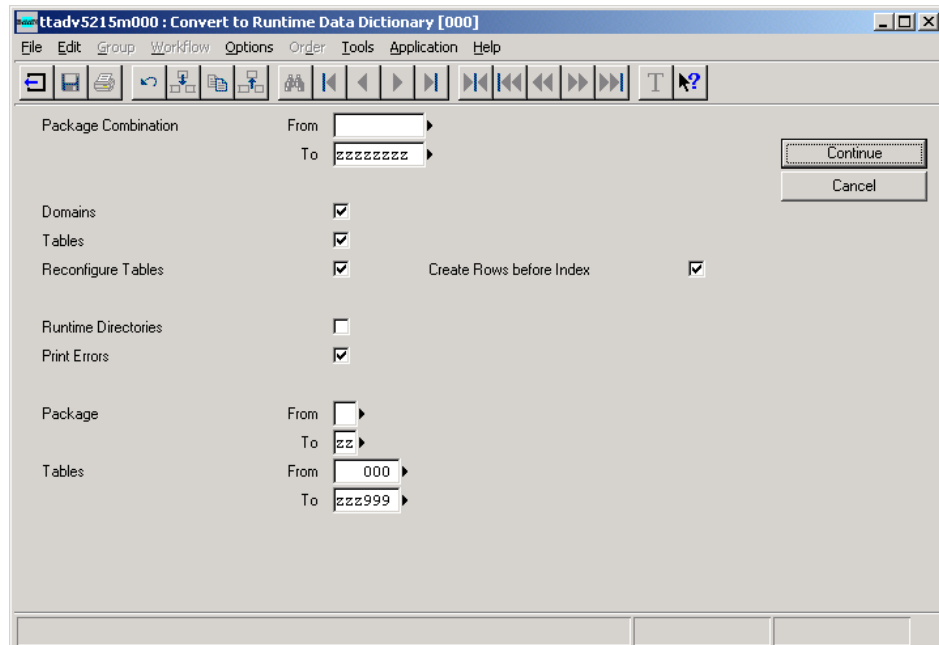 ttadv5215m000 : Convert to Runtime Data Dictionary [000]
File Edit Group Workflow Options Order Tools Application Help
T ?
Package Combination From
To zzzzzzzz
Continue
Cancel
Domains
Tables
Reconfigure Tables Create Rows before Index
Runtime Directories
Print Errors
Package From
To zz
Tables From 000
To zzz999